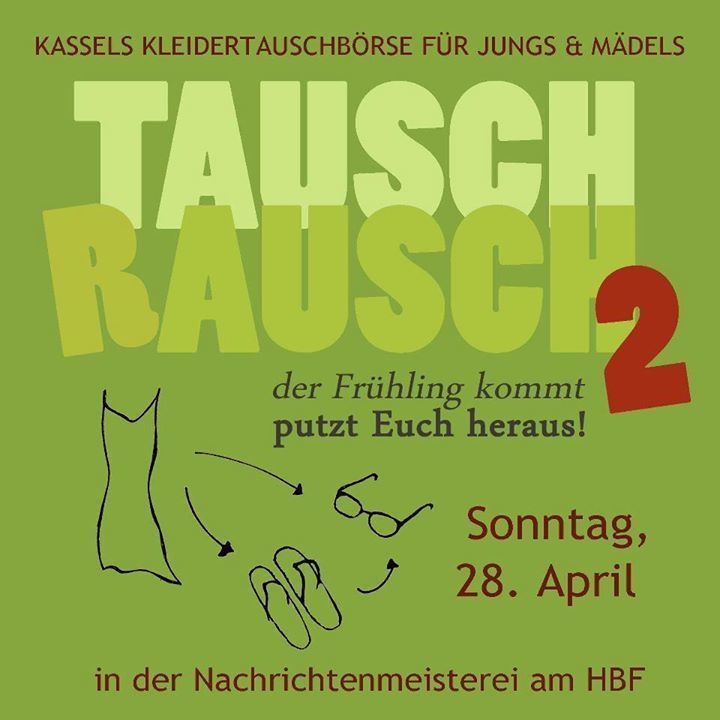 KASSELS KLEIDERTAUSCHBÖRSE FÜR JUNGS & MÄDELS
TAUSCH
RAUSCH 2
der Frühling kommt
putzt Euch heraus!
Sonntag,
28. April
in der Nachrichtenmeisterei am HBF